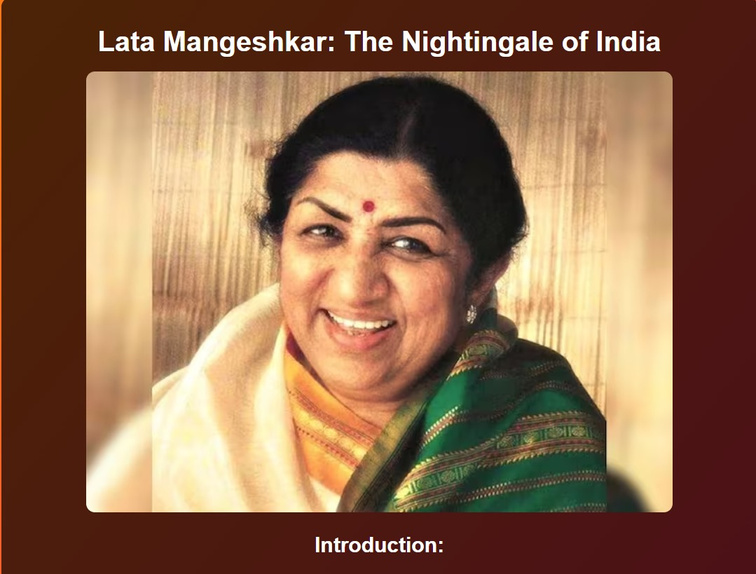 Lata Mangeshkar: The Nightingale of India
Introduction: